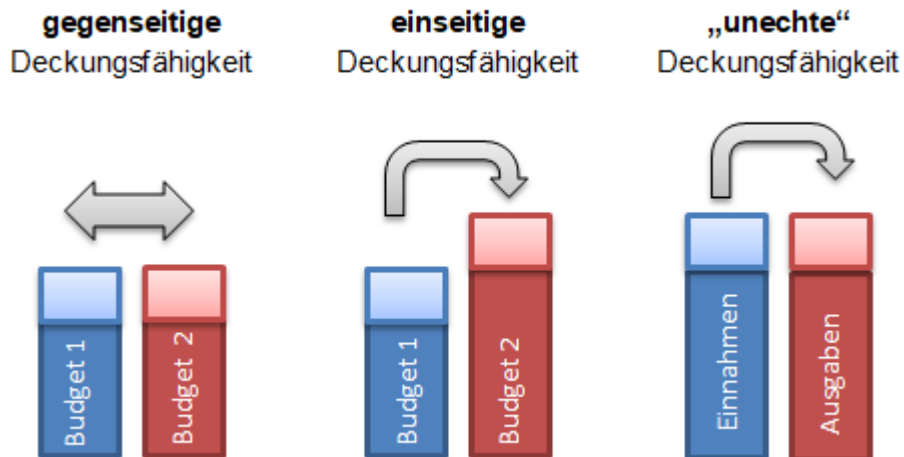 gegenseitige
Deckungsfähigkeit
einseitige
Deckungsfähigkeit
„unechte“
Deckungsfähigkeit
Budget 1
Budget 2
Budget 1
Budget 2
Einnahmen
Ausgaben